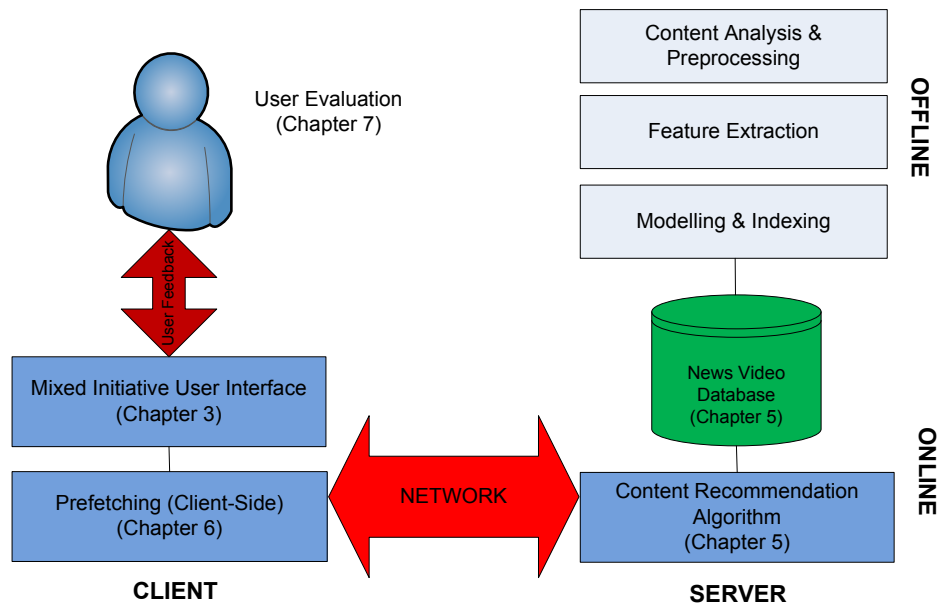 User Evaluation
(Chapter 7)
User Feedback
Mixed Initiative User Interface
(Chapter 3)
Prefetching (Client-Side)
(Chapter 6)
CLIENT
NETWORK
Content Analysis &
Preprocessing
Feature Extraction
Modelling & Indexing
OFFLINE
News Video
Database
(Chapter 5)
Content Recommendation
Algorithm
(Chapter 5)
ONLINE
SERVER